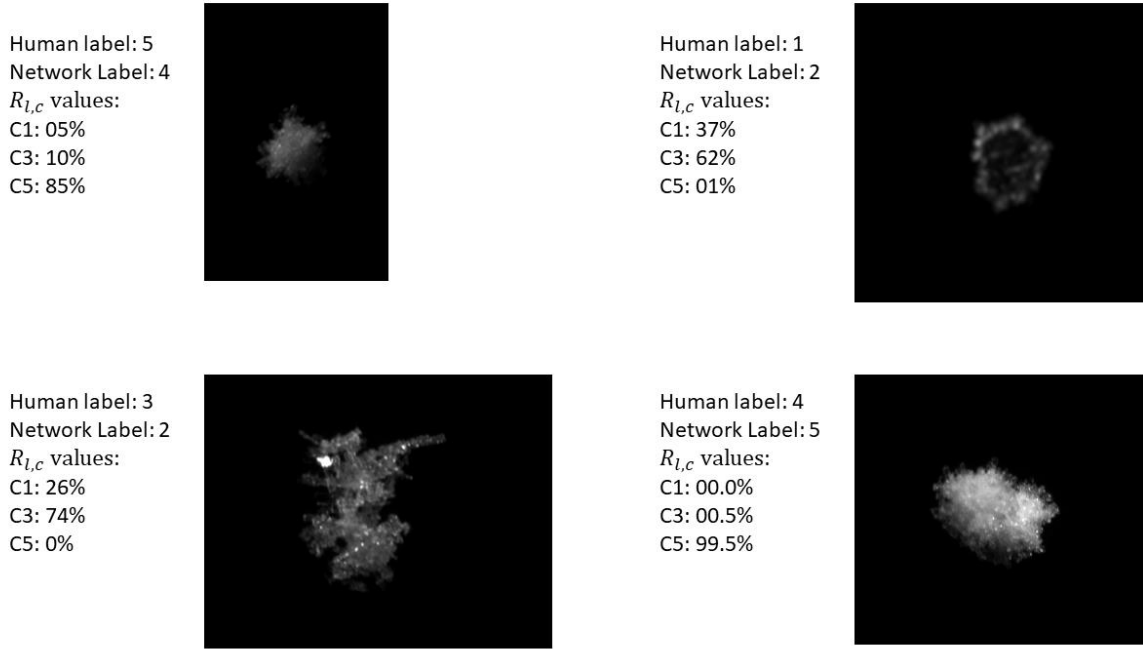 Human label: 5
Network Label: 4
R_{l,c} values:
C1: 05%
C3: 10%
C5: 85%
Human label: 1
Network Label: 2
R_{l,c} values:
C1: 37%
C3: 62%
C5: 01%
Human label: 3
Network Label: 2
R_{l,c} values:
C1: 26%
C3: 74%
C5: 0%
Human label: 4
Network Label: 5
R_{l,c} values:
C1: 00.0%
C3: 00.5%
C5: 99.5%